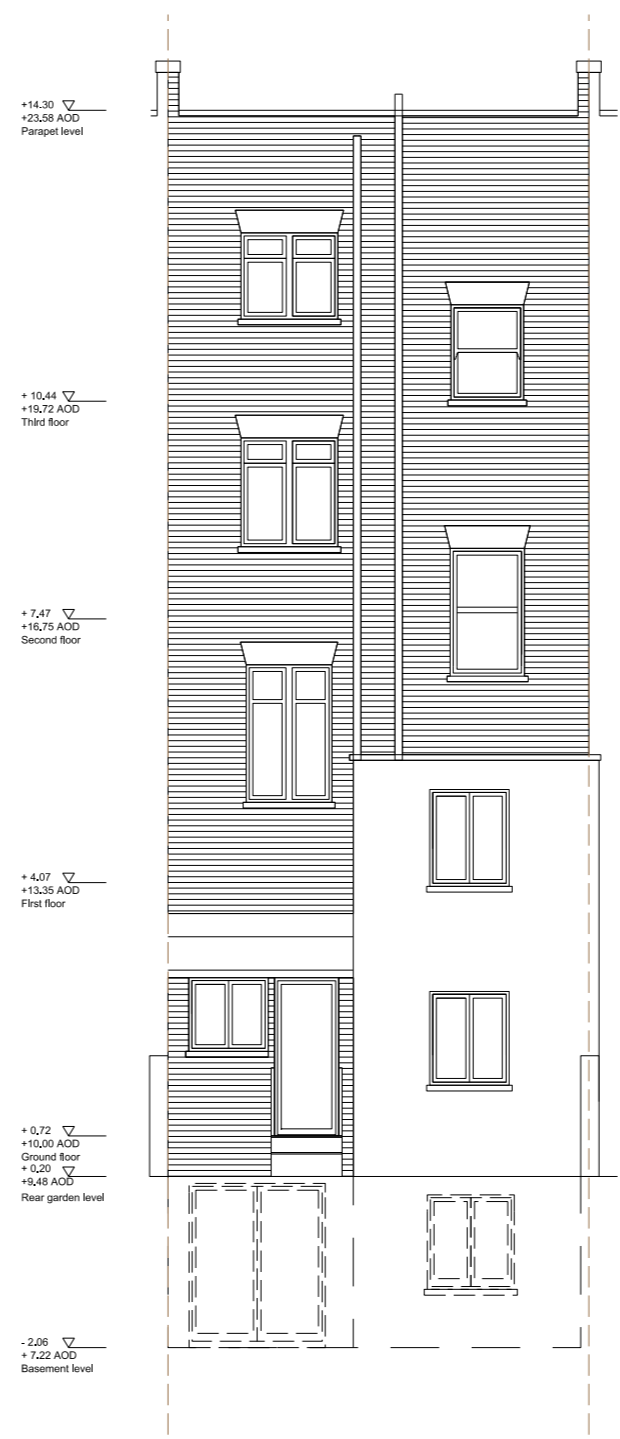 +14.30
+23.58 AOD
Parapet level
+ 10.44
+19.72 AOD
Third floor
+ 7.47
+16.75 AOD
Second floor
+ 4.07
+13.35 AOD
First floor
+ 0.72
+10.00 AOD
Ground floor
+ 0.20
+9.48 AOD
Rear garden level
- 2.06
+ 7.22 AOD
Basement level